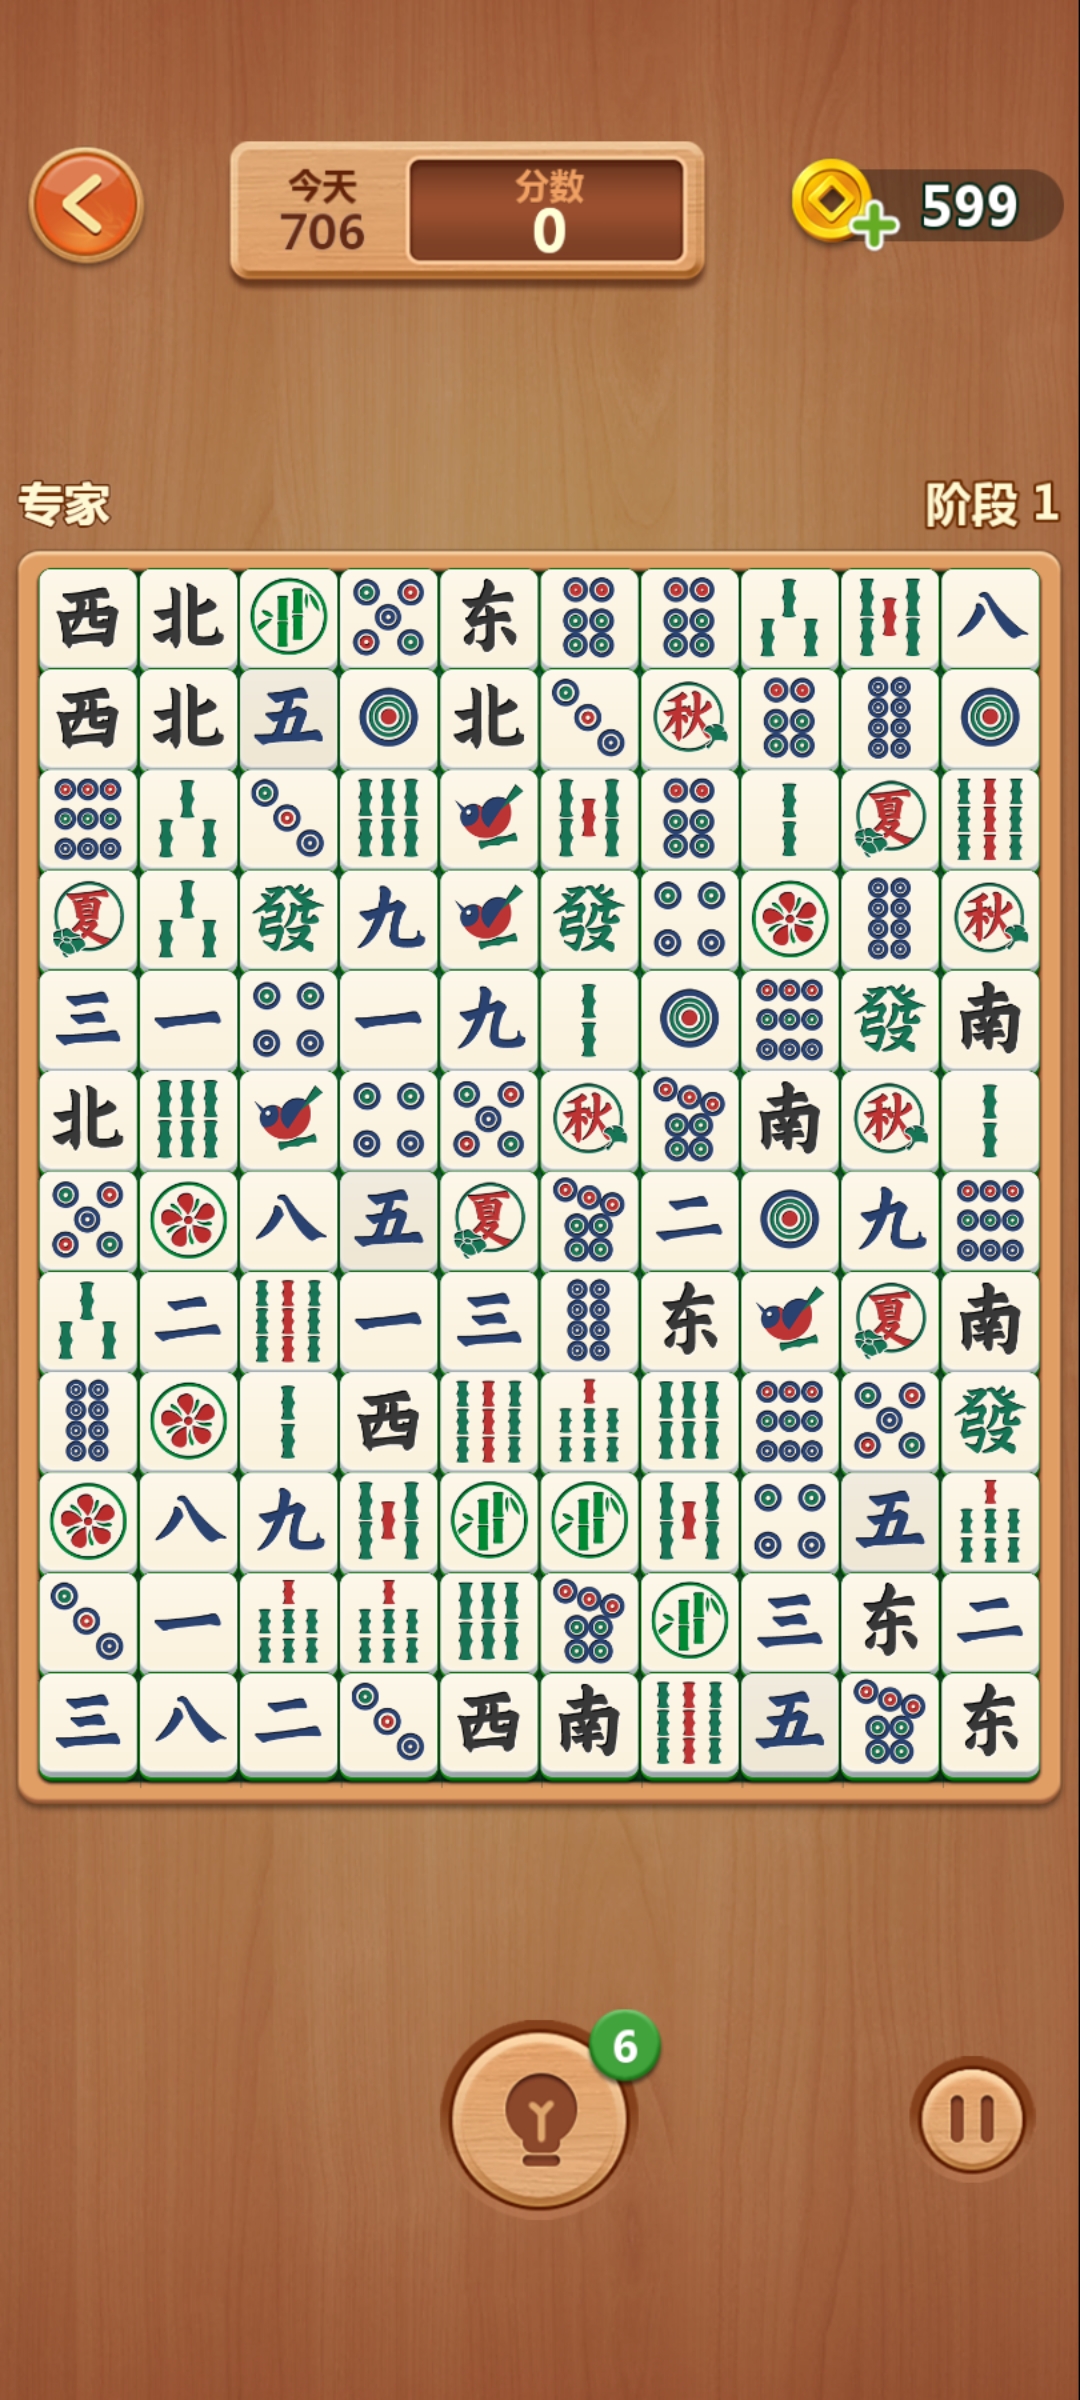 今天 分数
706 0 599
专家 阶段 1
西 北 东 八
西 北 五 北 秋
夏
夏 發 九 發 秋
三 一 一 九 發 南
北 秋 南 秋
八 五 夏 二 九
二 一 三 东 夏 南
西 發
八 九 五
一 三 东 二
三 八 二 西 南 五 东
6